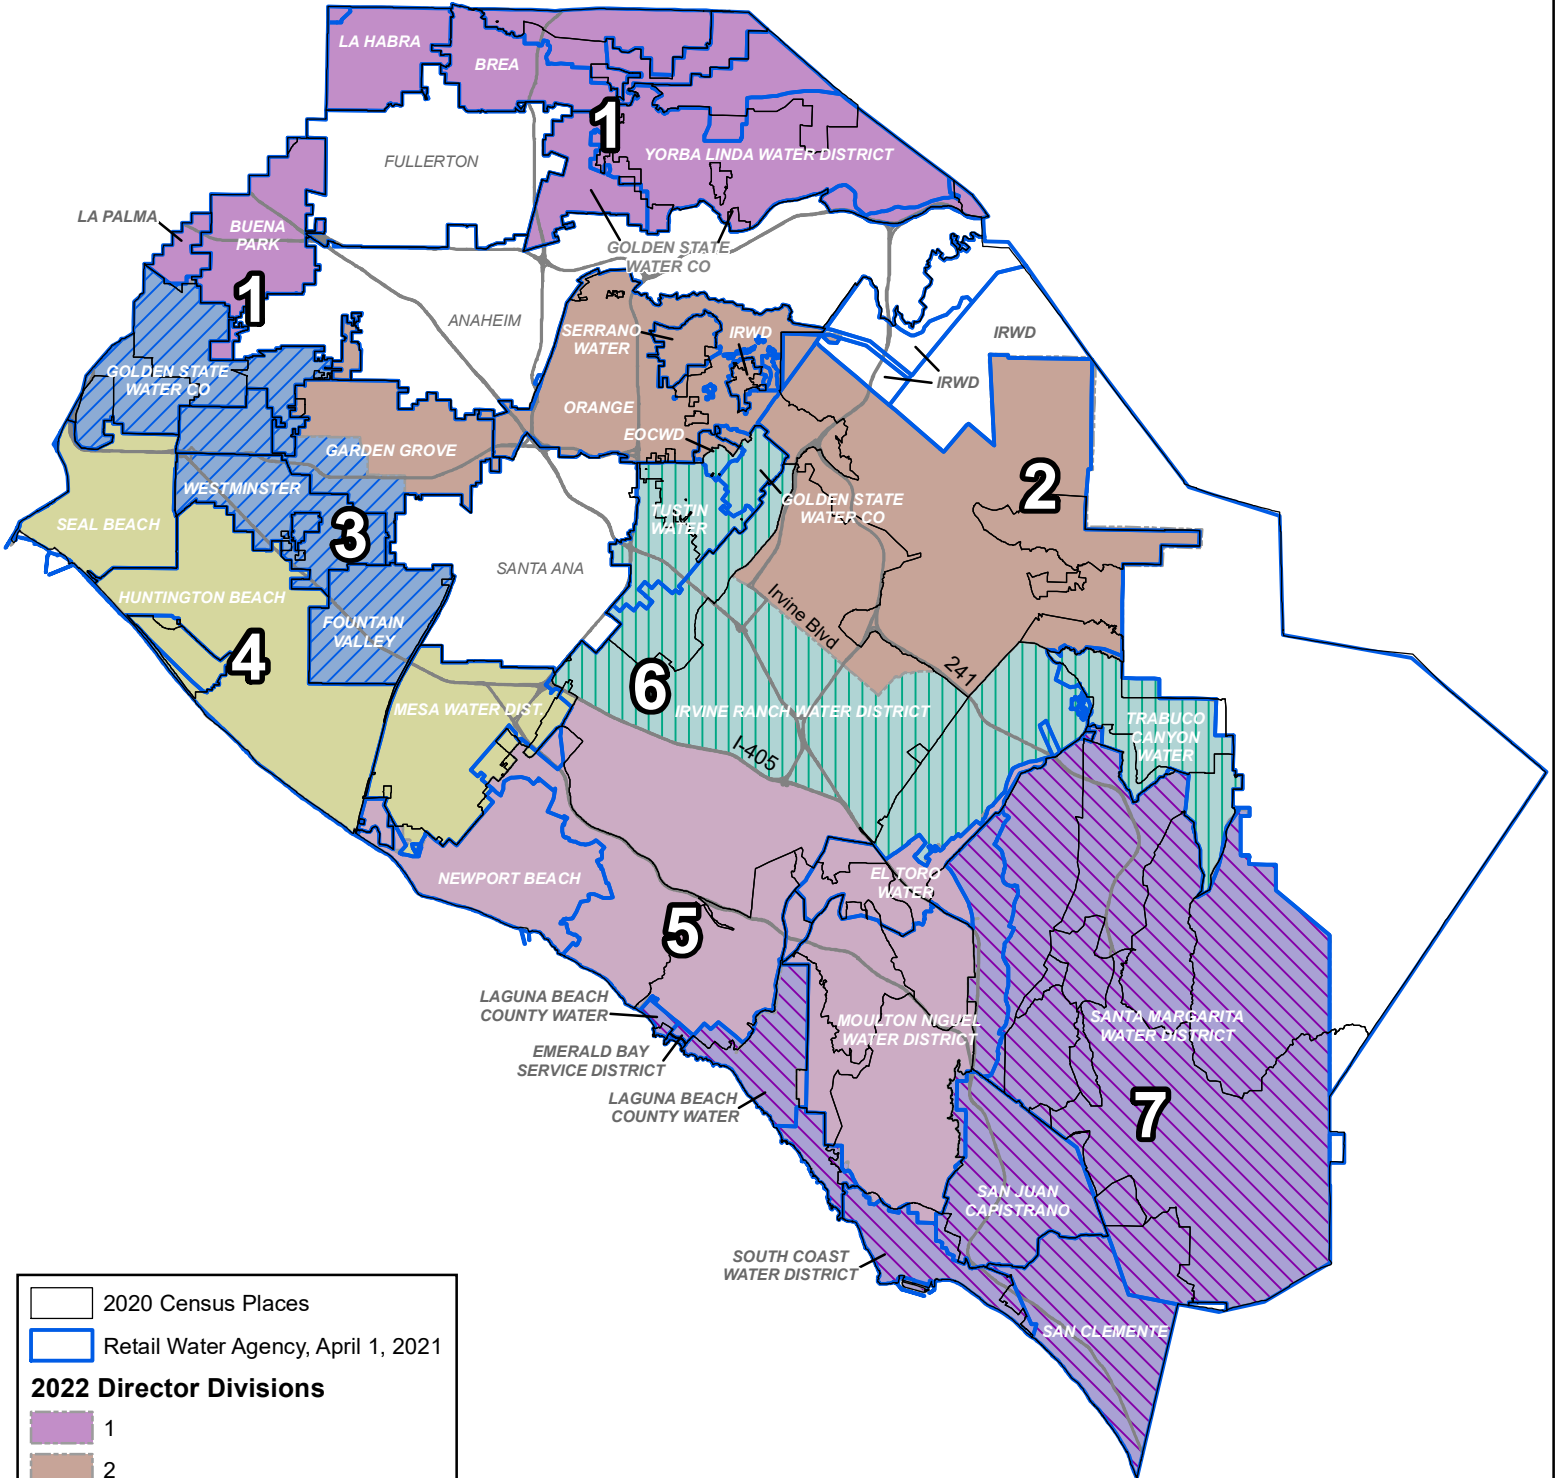 LA HABRA
BREA
1
FULLERTON
YORBA LINDA WATER DISTRICT
LA PALMA
BUENA
PARK
GOLDEN STATE
WATER CO
1
ANAHEIM
SERRANO
WATER
IRWD
IRWD
IRWD
GOLDEN STATE
WATER CO
ORANGE
EOCWD
GARDEN GROVE
WESTMINSTER
2
GOLDEN STATE
WATER CO
TUSTIN
WATER
SEAL BEACH
3
SANTA ANA
HUNTINGTON BEACH
FOUNTAIN
VALLEY
Irvine Blvd
4
241
6
MESA WATER DIST.
IRVINE RANCH WATER DISTRICT
TRABUCO
CANYON
WATER
I-405
NEWPORT BEACH
EL TORO
WATER
5
LAGUNA BEACH
COUNTY WATER
MOULTON NIGUEL
WATER DISTRICT
SANTA MARGARITA
WATER DISTRICT
EMERALD BAY
SERVICE DISTRICT
LAGUNA BEACH
COUNTY WATER
7
SAN JUAN
CAPISTRANO
SOUTH COAST
WATER DISTRICT
SAN CLEMENTE
2020 Census Places
Retail Water Agency, April 1, 2021
2022 Director Divisions
1
2